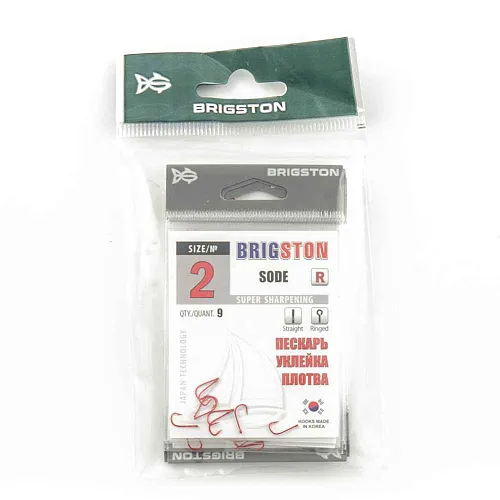 BRIGSTON
BRIGSTON
SIZE/№
2
BRIGSTON
SODE
R
SUPER SHARPENING
QTY./QUANT. 9
Straight
Ringed
ПЕСКАРЬ
УКЛЕЙКА
ПЛОТВА
JAPAN TECHNOLOGY
HOOKS MADE
IN KOREA